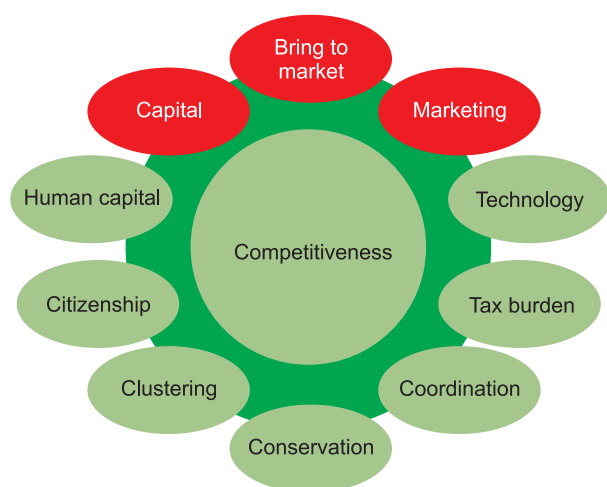 Bring to
market
Capital
Marketing
Human capital
Technology
Competitiveness
Citizenship
Tax burden
Clustering
Coordination
Conservation